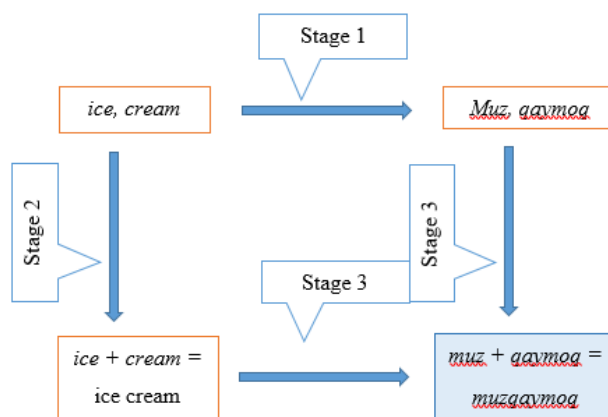 Stage 1
ice, cream
Muz, qaymoq
Stage 2
Stage 3
Stage 3
ice + cream =
ice cream
muz + qaymoq =
muzqaymoq